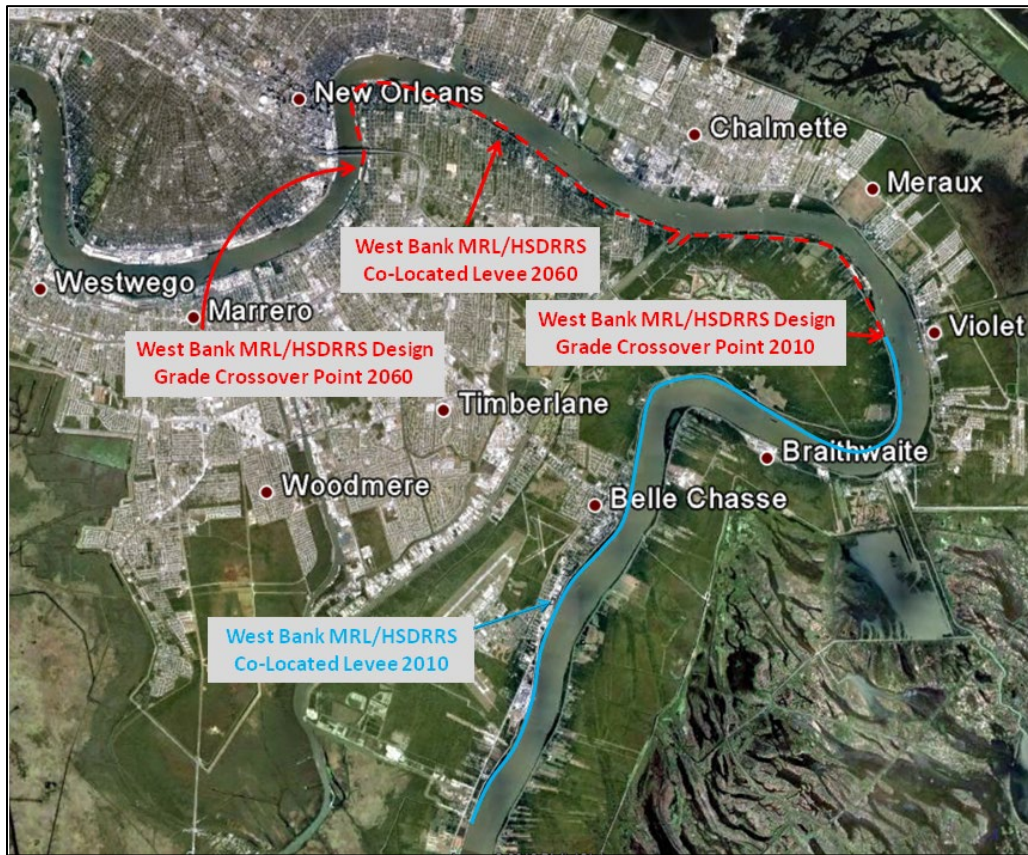 New Orleans
Chalmette
Meraux
West Bank MRL/HSDRRS
Co-Located Levee 2060
Westwego
Marrero
West Bank MRL/HSDRRS Design
Grade Crossover Point 2010
Violet
West Bank MRL/HSDRRS Design
Grade Crossover Point 2060
Timberlane
Braithwaite
Woodmere
Belle Chasse
West Bank MRL/HSDRRS
Co-Located Levee 2010